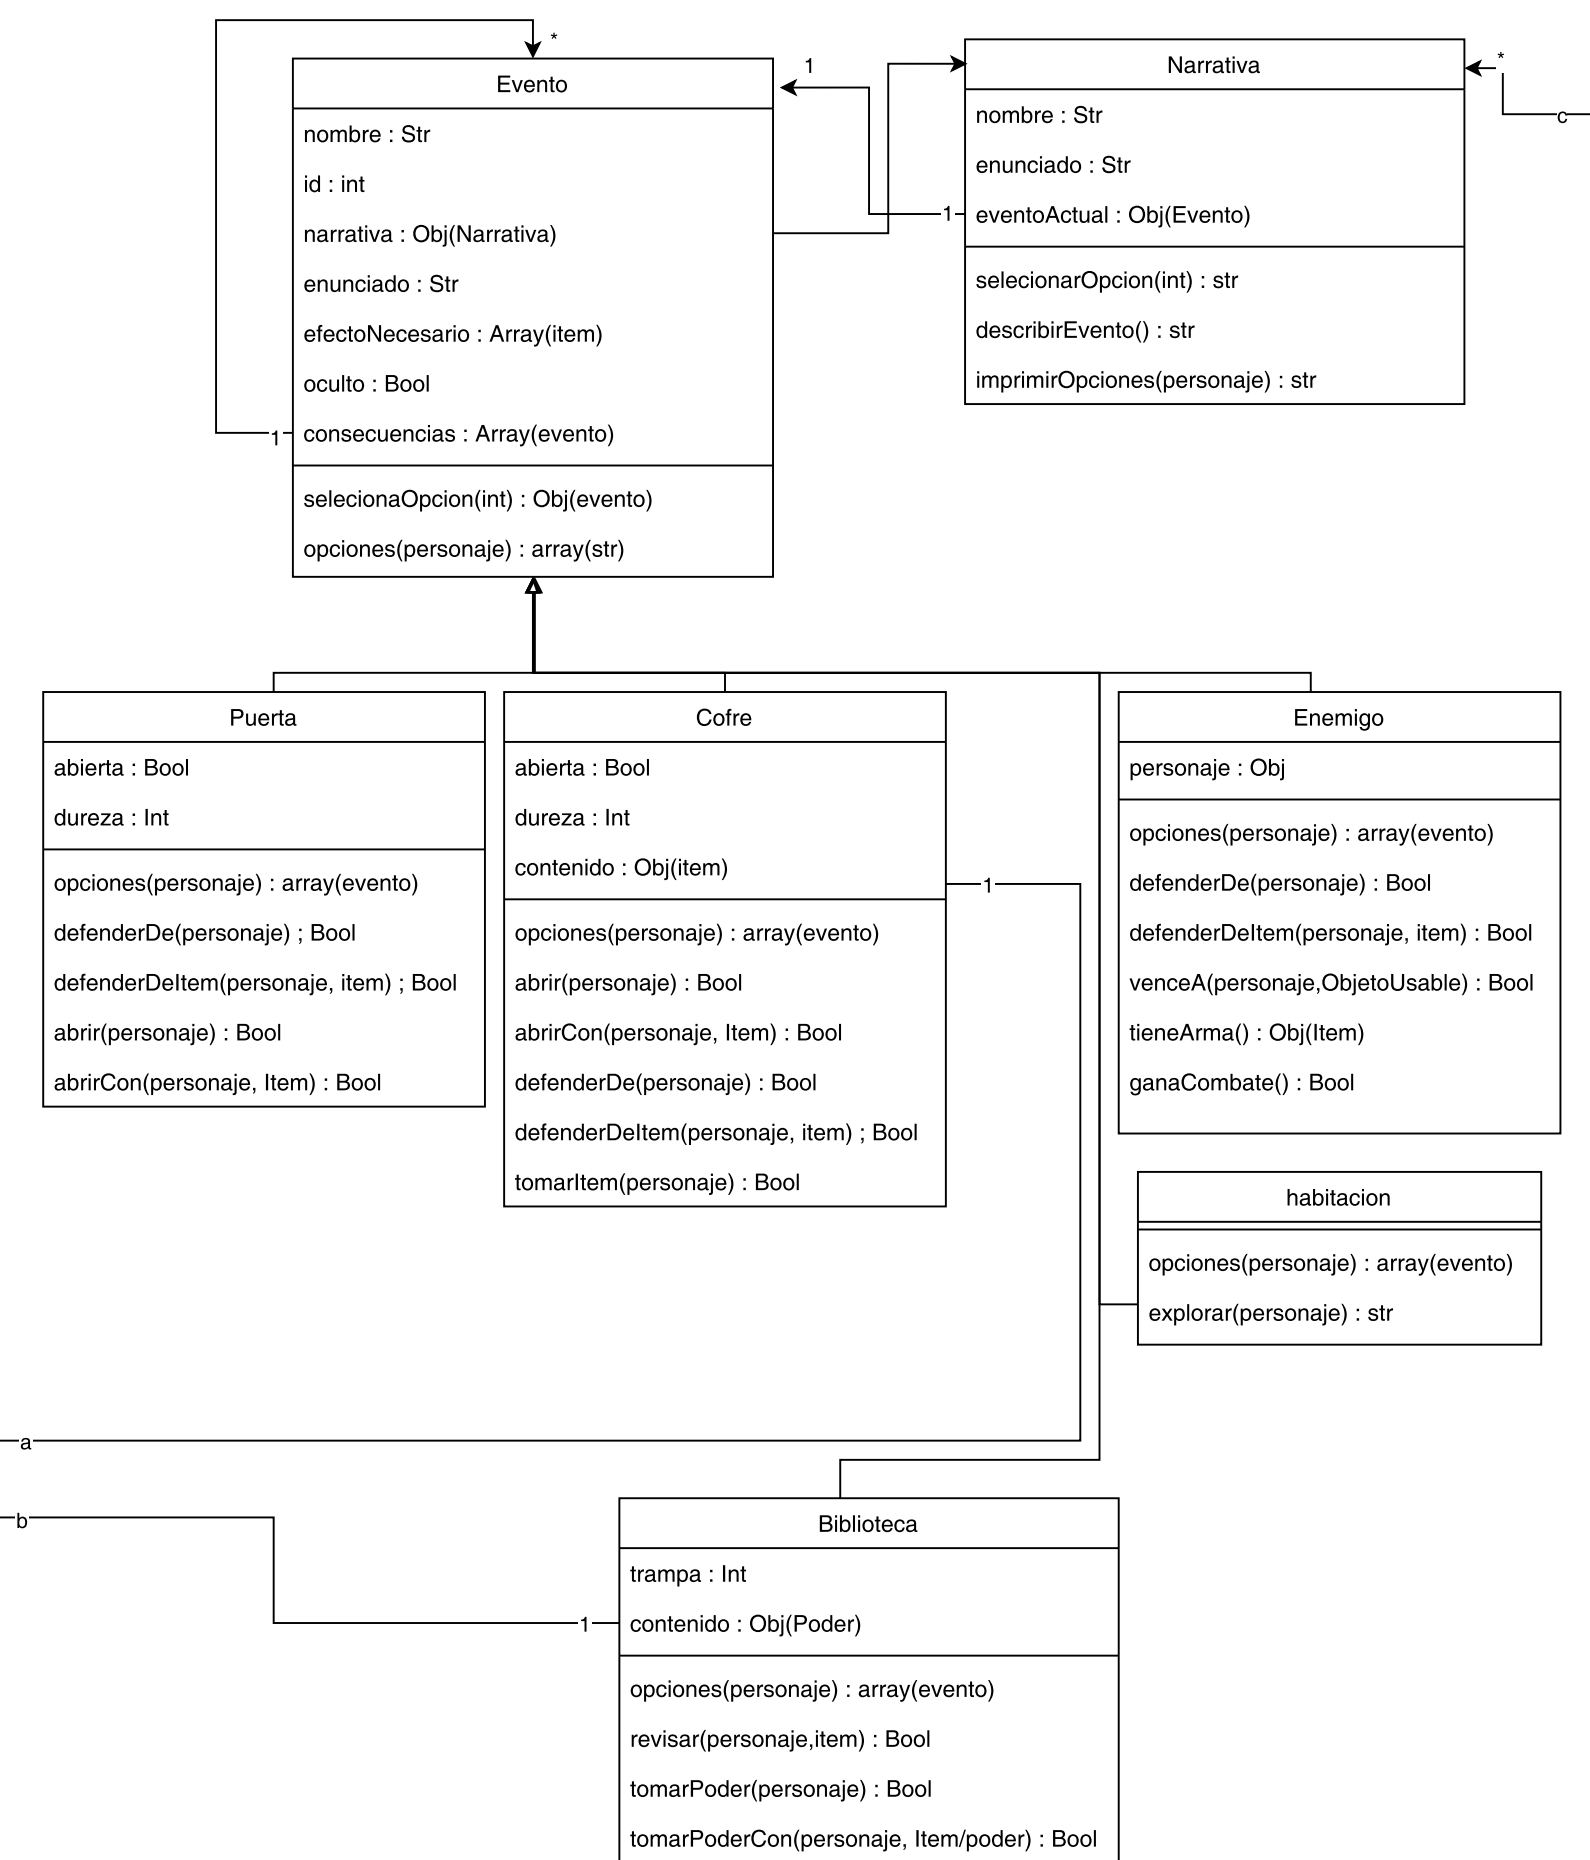 *
Evento
nombre : Str
id : int
narrativa : Obj(Narrativa)
enunciado : Str
efectoNecesario : Array(item)
oculto : Bool
1
consecuencias : Array(evento)
selecionaOpcion(int) : Obj(evento)
opciones(personaje) : array(str)
1
1
Narrativa
nombre : Str
enunciado : Str
eventoActual : Obj(Evento)
selecionarOpcion(int) : str
describirEvento() : str
imprimirOpciones(personaje) : str
*
c
Puerta
abierta : Bool
dureza : Int
opciones(personaje) : array(evento)
defenderDe(personaje) ; Bool
defenderDeItem(personaje, item) ; Bool
abrir(personaje) : Bool
abrirCon(personaje, Item) : Bool
Cofre
abierta : Bool
dureza : Int
contenido : Obj(item)
1
opciones(personaje) : array(evento)
abrir(personaje) : Bool
abrirCon(personaje, Item) : Bool
defenderDe(personaje) : Bool
defenderDeItem(personaje, item) ; Bool
tomarItem(personaje) : Bool
Enemigo
personaje : Obj
opciones(personaje) : array(evento)
defenderDe(personaje) : Bool
defenderDeItem(personaje, item) : Bool
venceA(personaje,ObjetoUsable) : Bool
tieneArma() : Obj(Item)
ganaCombate() : Bool
habitacion
opciones(personaje) : array(evento)
explorar(personaje) : str
a
b
1
Biblioteca
trampa : Int
contenido : Obj(Poder)
opciones(personaje) : array(evento)
revisar(personaje,item) : Bool
tomarPoder(personaje) : Bool
tomarPoderCon(personaje, Item/poder) : Bool